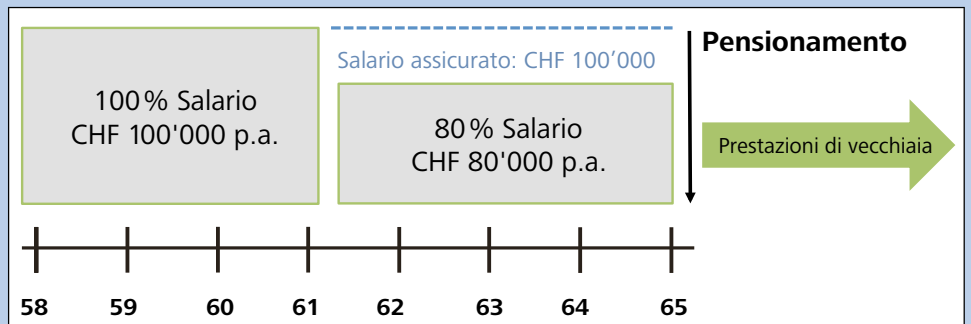 Pensionamento
Salario assicurato: CHF 100’000
100% Salario
CHF 100'000 p.a.
80% Salario
CHF 80'000 p.a.
Prestazioni di vecchiaia
58 59 60 61 62 63 64 65